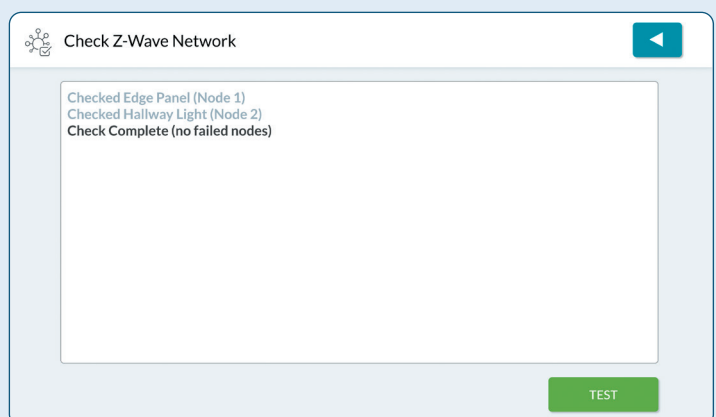 Check Z-Wave Network
Checked Edge Panel (Node 1)
Checked Hallway Light (Node 2)
Check Complete (no failed nodes)
TEST